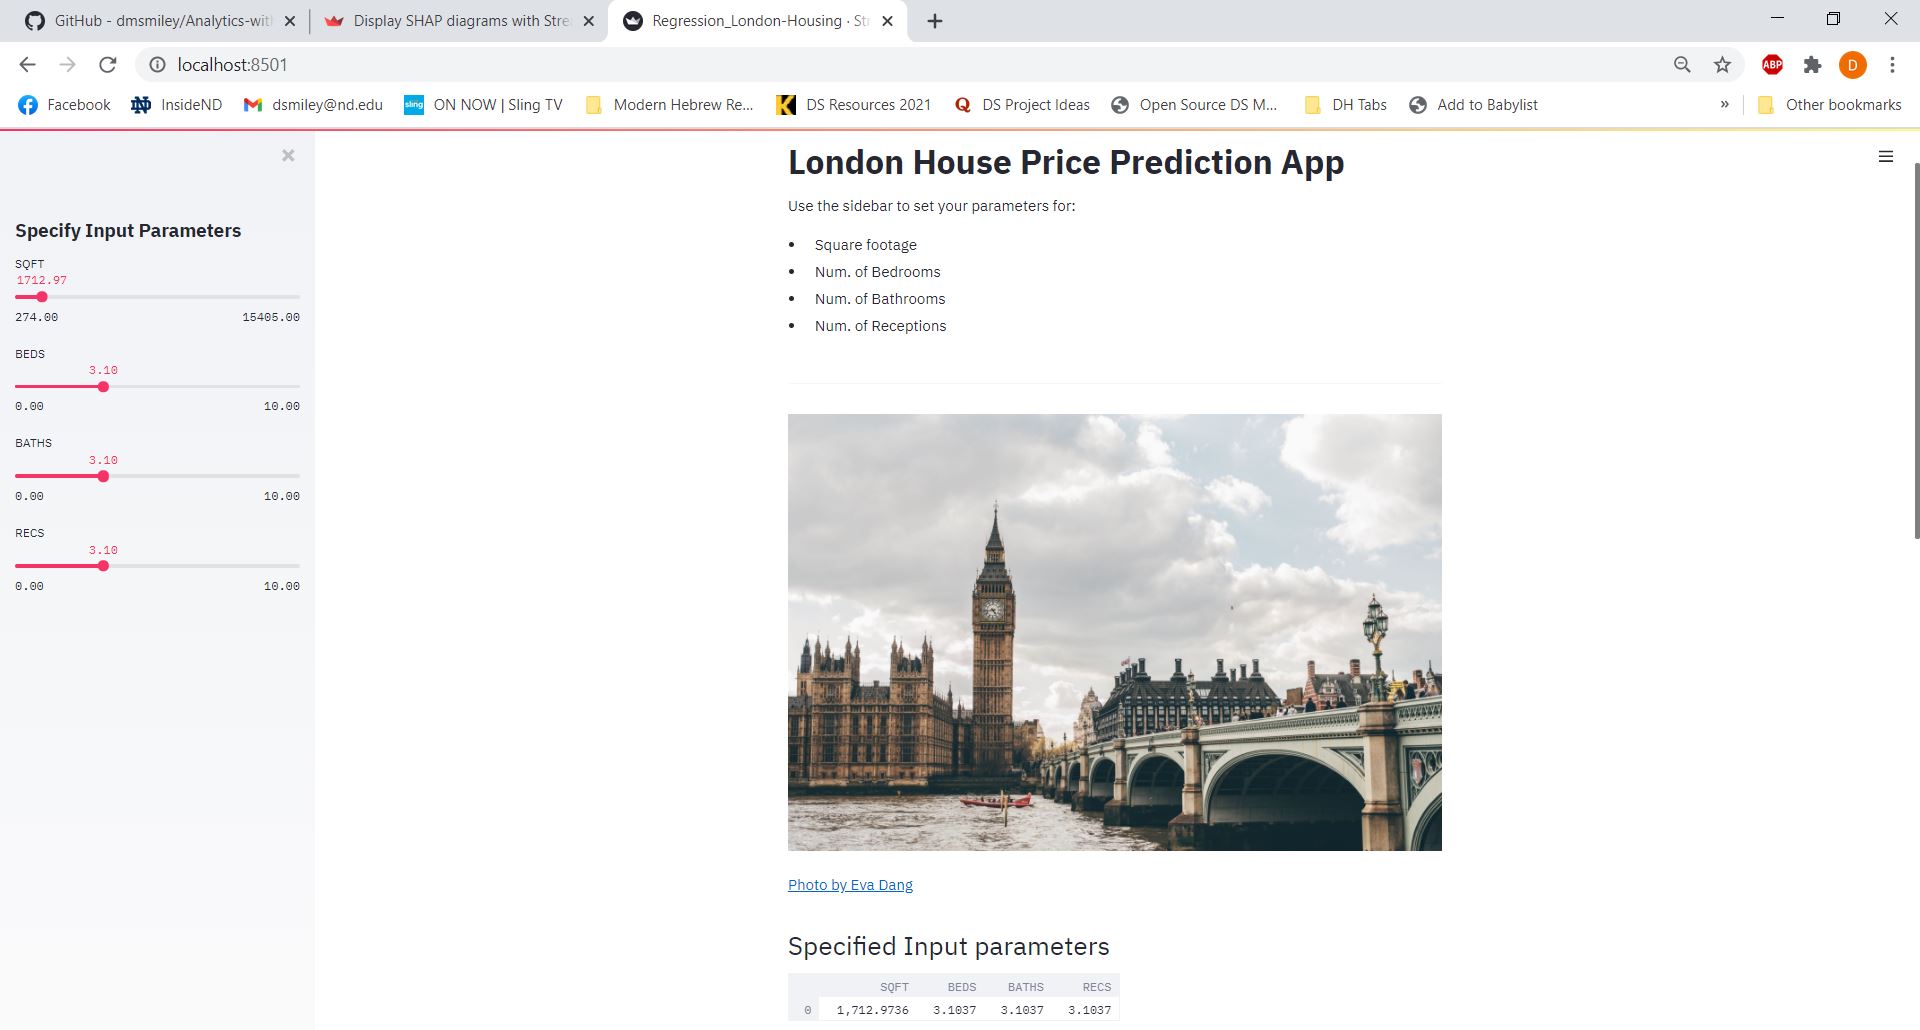 GitHub - dmsmiley/Analytics-wit
Display SHAP diagrams with Stre
Regression_London-Housing · Str
localhost:8501
ABP
D
Facebook
InsideND
dsmiley@nd.edu
sling
ON NOW | Sling TV
Modern Hebrew Re...
DS Resources 2021
DS Project Ideas
Open Source DS M...
DH Tabs
Add to Babylist
»
Other bookmarks
Specify Input Parameters
SQFT
1712.97
274.00 15405.00
BEDS
3.10
0.00 10.00
BATHS
3.10
0.00 10.00
RECS
3.10
0.00 10.00
London House Price Prediction App
Use the sidebar to set your parameters for:
• Square footage
• Num. of Bedrooms
• Num. of Bathrooms
• Num. of Receptions
Photo by Eva Dang
Specified Input parameters
SQFT BEDS BATHS RECS
0 1,712.9736 3.1037 3.1037 3.1037